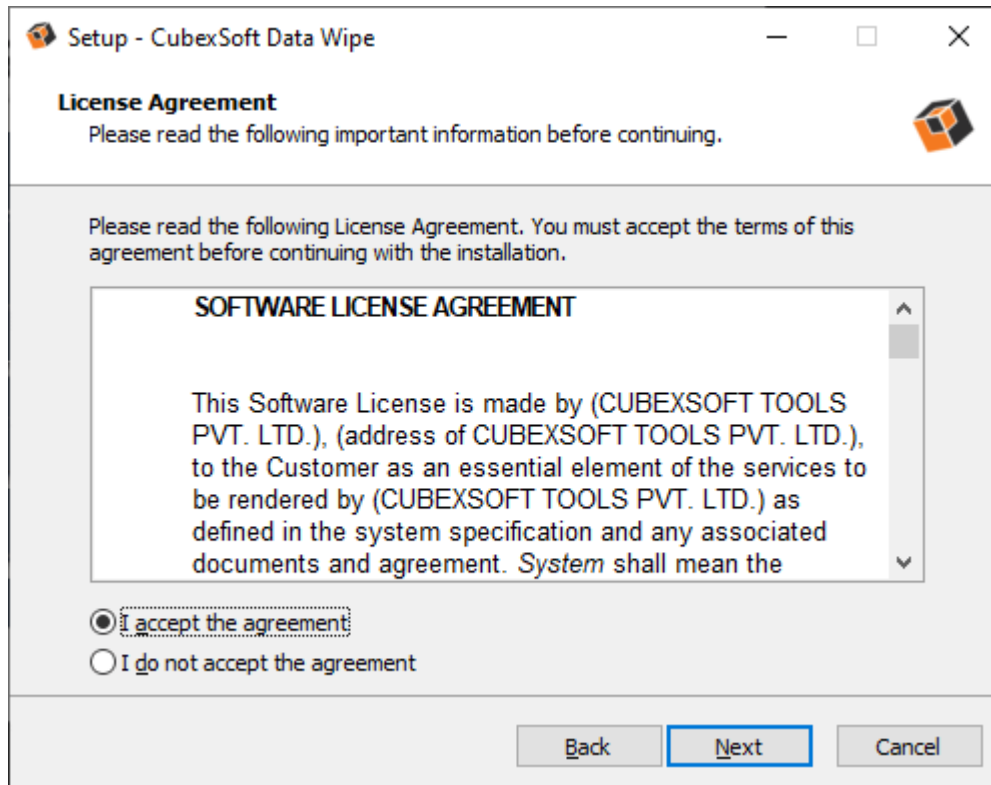 Setup - CubexSoft Data Wipe
License Agreement
Please read the following important information before continuing.
Please read the following License Agreement. You must accept the terms of this
agreement before continuing with the installation.
SOFTWARE LICENSE AGREEMENT
This Software License is made by (CUBEXSOFT TOOLS
PVT. LTD.), (address of CUBEXSOFT TOOLS PVT. LTD.),
to the Customer as an essential element of the services to
be rendered by (CUBEXSOFT TOOLS PVT. LTD.) as
defined in the system specification and any associated
documents and agreement. System shall mean the
I accept the agreement
I do not accept the agreement
Back
Next
Cancel